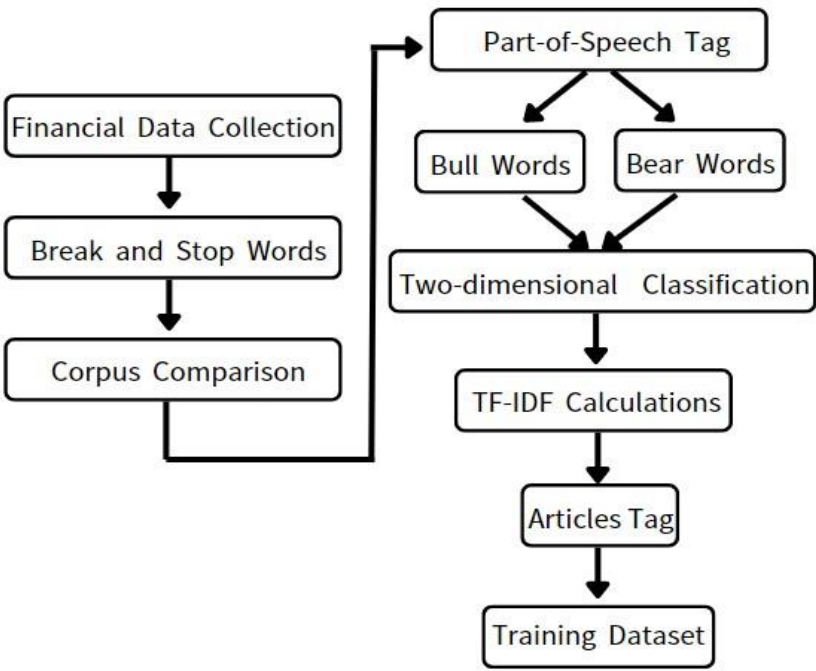 Financial Data Collection
Break and Stop Words
Corpus Comparison
Part-of-Speech Tag
Bull Words
Bear Words
Two-dimensional Classification
TF-IDF Calculations
Articles Tag
Training Dataset